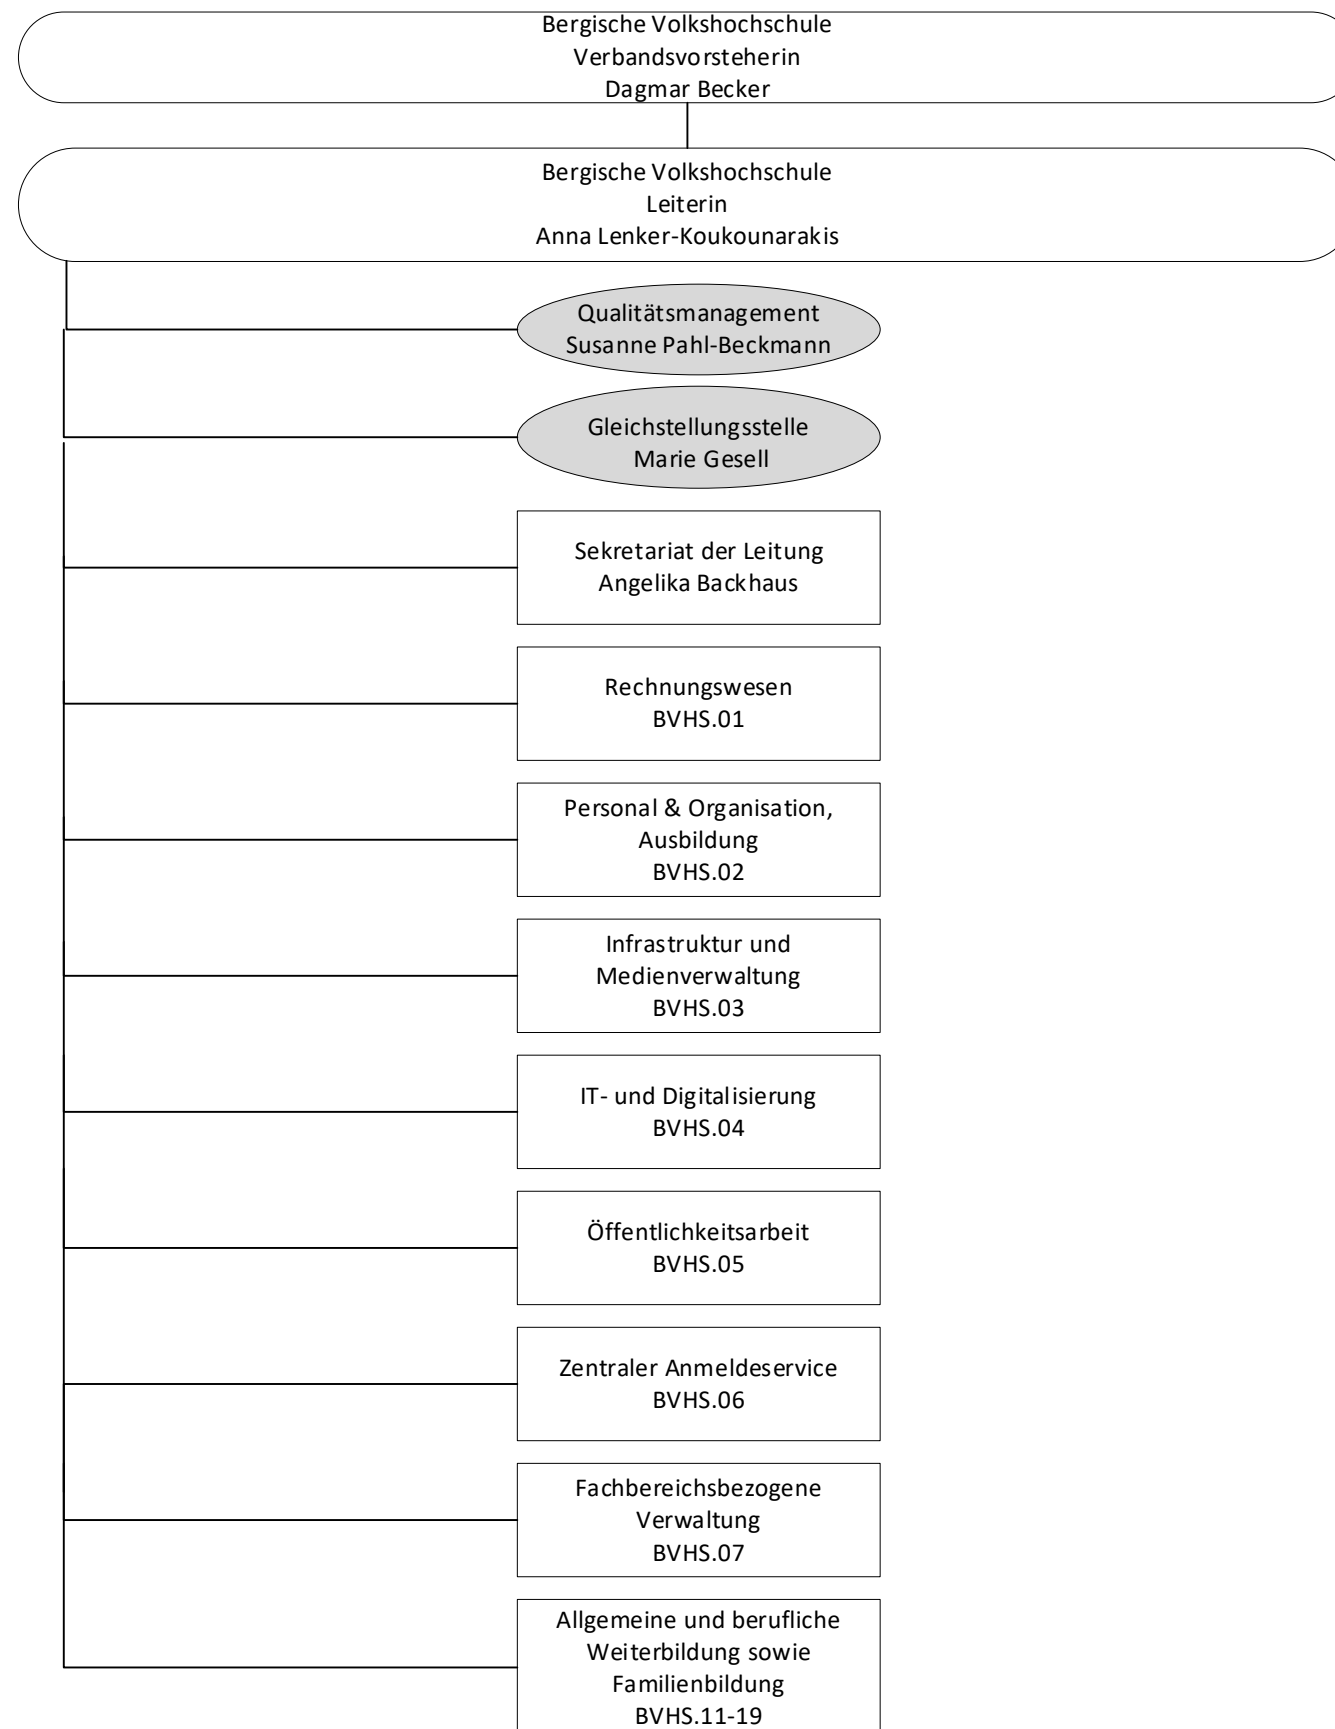 Bergische Volkshochschule
Verbandsvorsteherin
Dagmar Becker
Bergische Volkshochschule
Leiterin
Anna Lenker-Koukounarakis
Qualitätsmanagement
Susanne Pahl-Beckmann
Gleichstellungsstelle
Marie Gesell
Sekretariat der Leitung
Angelika Backhaus
Rechnungswesen
BVHS.01
Personal & Organisation,
Ausbildung
BVHS.02
Infrastruktur und
Medienverwaltung
BVHS.03
IT- und Digitalisierung
BVHS.04
Öffentlichkeitsarbeit
BVHS.05
Zentraler Anmeldeservice
BVHS.06
Fachbereichsbezogene
Verwaltung
BVHS.07
Allgemeine und berufliche
Weiterbildung sowie
Familienbildung
BVHS.11-19